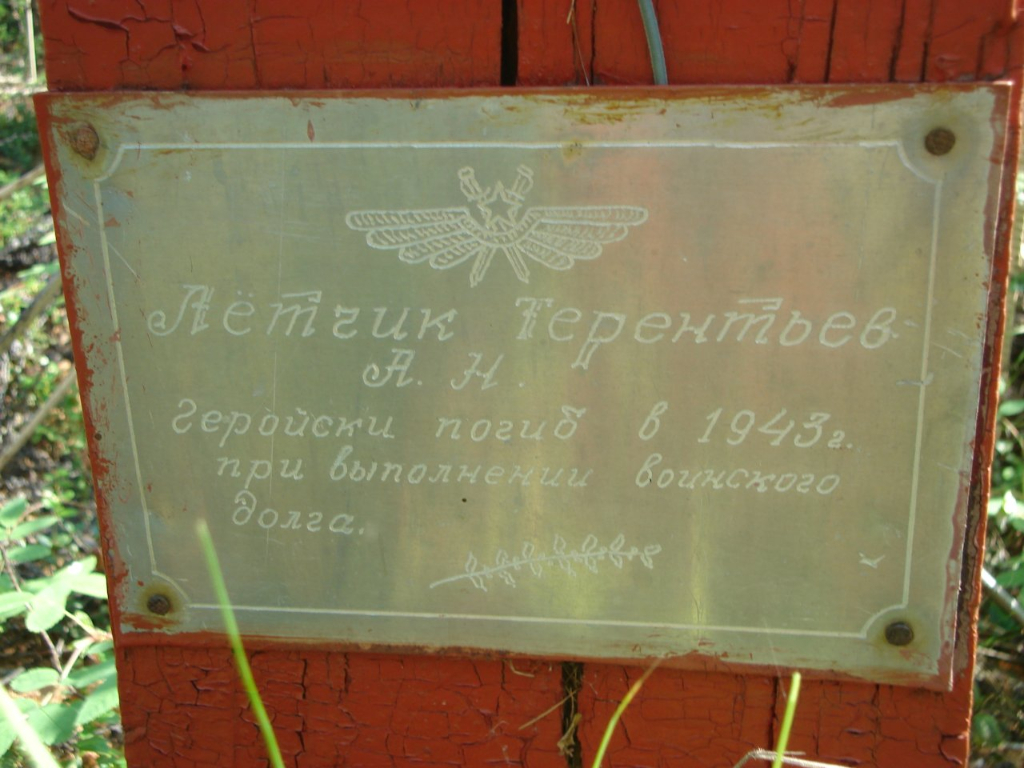 Лётчик Терентьев
А. Н.
геройски погиб в 1943г.
при выполнении воинского
долга.